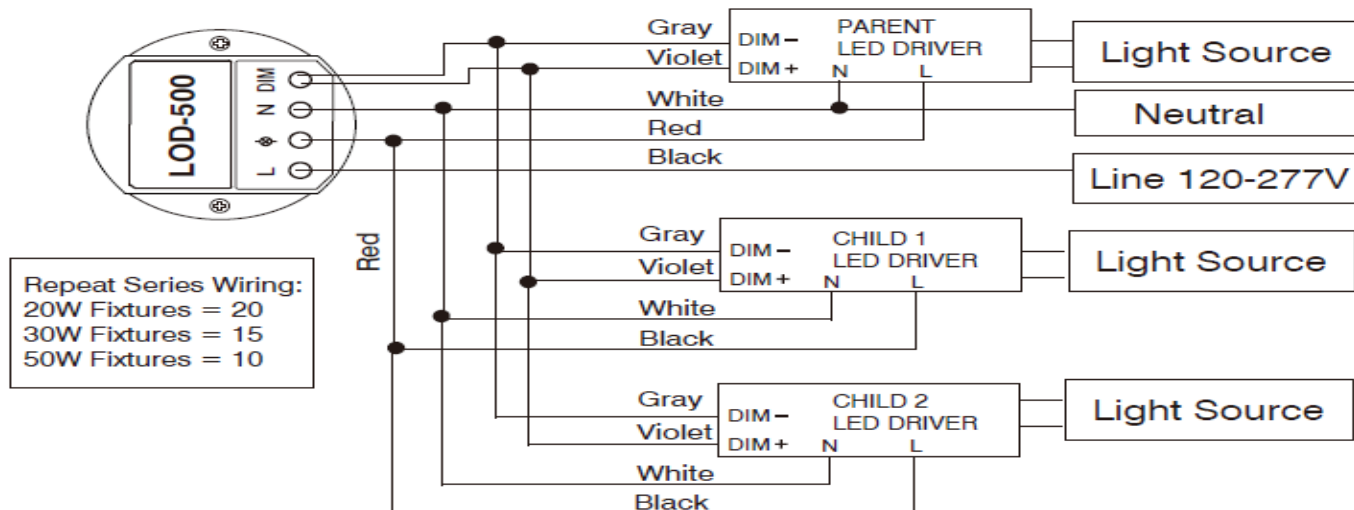 LOD-500
DIM
N
L
Gray
Violet
White
Red
Black
DIM –
DIM +
PARENT
LED DRIVER
N L
Light Source
Neutral
Line 120-277V
Red
Gray
Violet
White
Black
DIM –
DIM +
CHILD 1
LED DRIVER
N L
Light Source
Repeat Series Wiring:
20W Fixtures = 20
30W Fixtures = 15
50W Fixtures = 10
Gray
Violet
White
Black
DIM –
DIM +
CHILD 2
LED DRIVER
N L
Light Source